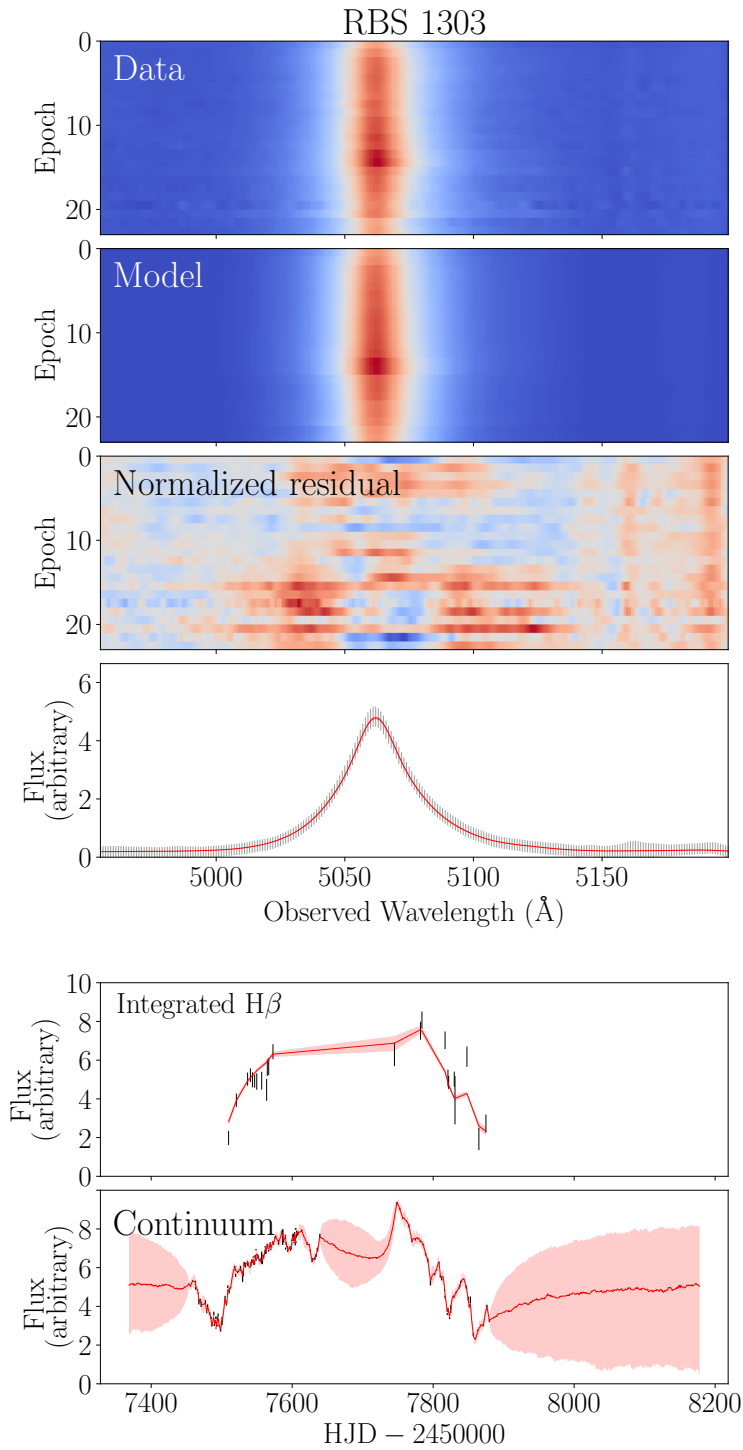 RBS 1303
0
Data
10
20
Epoch
0
Model
10
20
Epoch
0
Normalized residual
10
20
Epoch
6
4
2
0
Flux
(arbitrary)
5000
5050
5100
5150
Observed Wavelength (Å)
10
Integrated Hβ
8
6
4
2
0
Flux
(arbitrary)
Continuum
8
6
4
2
0
Flux
(arbitrary)
7400
7600
7800
8000
8200
HJD − 2450000